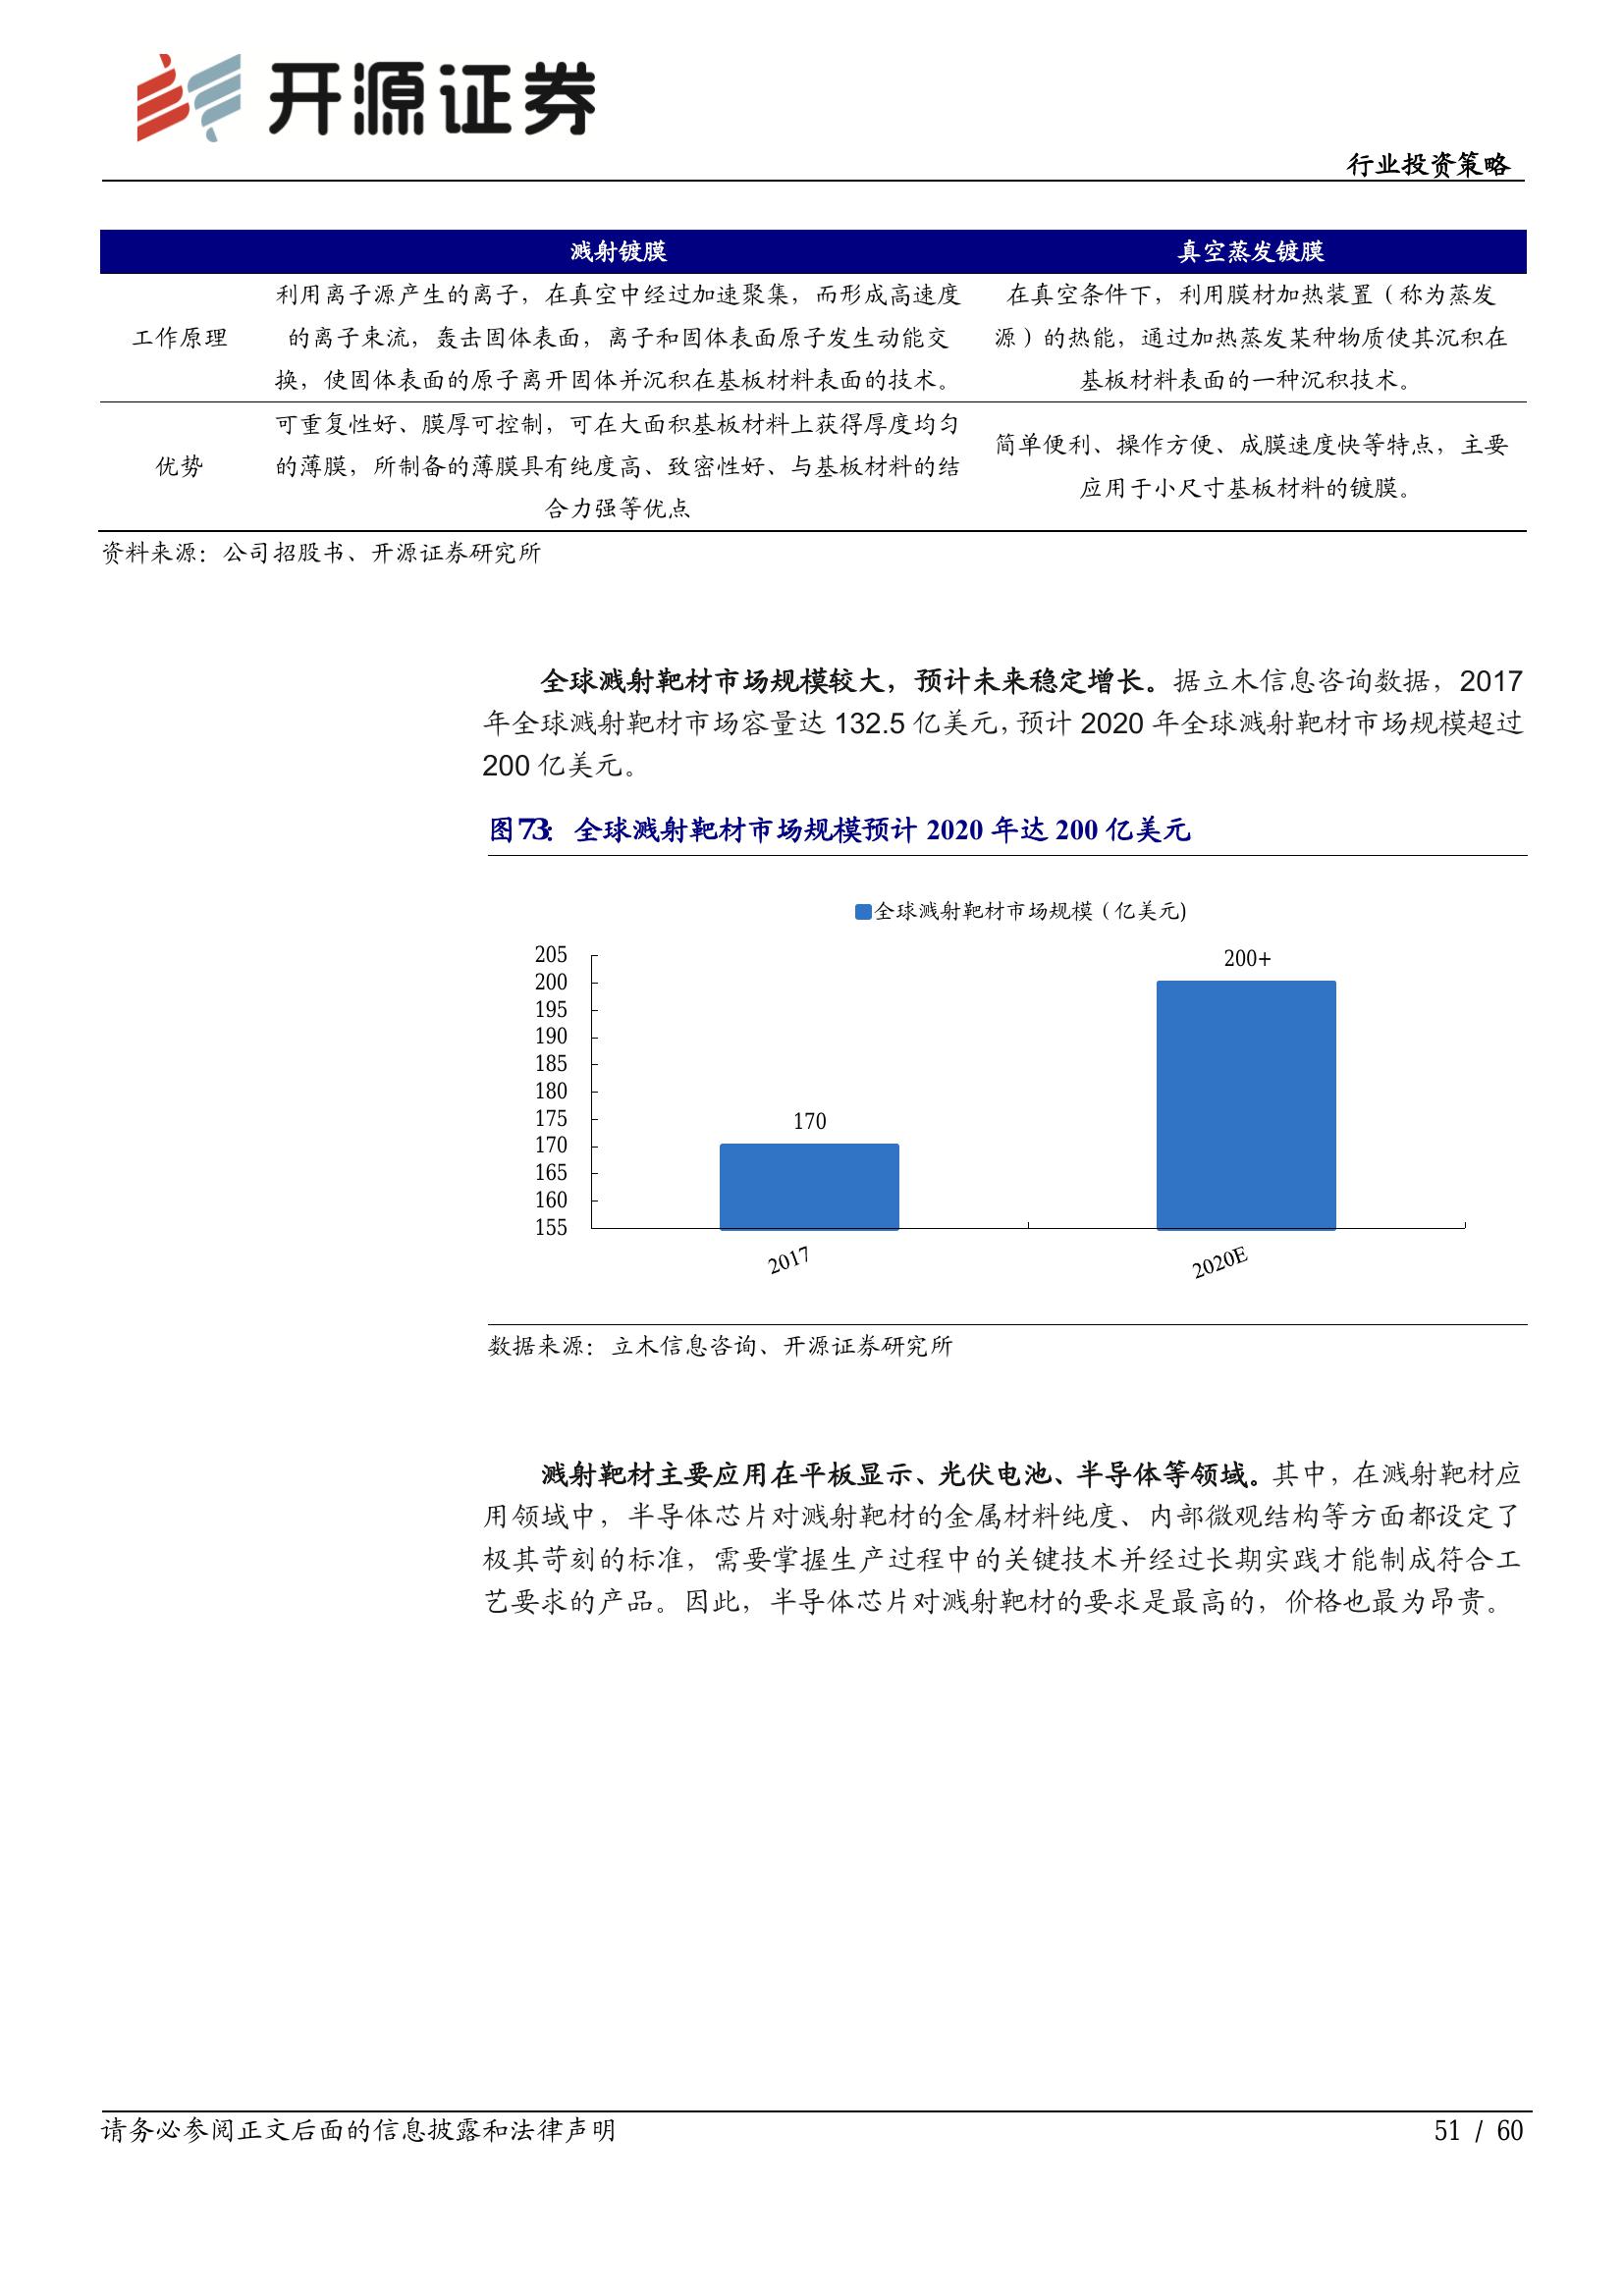 开源证券
行业投资策略
溅射镀膜 真空蒸发镀膜
工作原理
利用离子源产生的离子，在真空中经过加速聚集，而形成高速度
的离子束流，轰击固体表面，离子和固体表面原子发生动能交
换，使固体表面的原子离开固体并沉积在基板材料表面的技术。
在真空条件下，利用膜材加热装置（称为蒸发
源）的热能，通过加热蒸发某种物质使其沉积在
基板材料表面的一种沉积技术。
优势
可重复性好、膜厚可控制，可在大面积基板材料上获得厚度均匀
的薄膜，所制备的薄膜具有纯度高、致密性好、与基板材料的结
合力强等优点
简单便利、操作方便、成膜速度快等特点，主要
应用于小尺寸基板材料的镀膜。
资料来源：公司招股书、开源证券研究所
全球溅射靶材市场规模较大，预计未来稳定增长。据立木信息咨询数据，2017
年全球溅射靶材市场容量达 132.5 亿美元，预计 2020 年全球溅射靶材市场规模超过
200 亿美元。
图73：全球溅射靶材市场规模预计 2020 年达 200 亿美元
全球溅射靶材市场规模（亿美元)
205
200
195
190
185
180
175
170
165
160
155
170
200+
2017
2020E
数据来源：立木信息咨询、开源证券研究所
溅射靶材主要应用在平板显示、光伏电池、半导体等领域。其中，在溅射靶材应
用领域中，半导体芯片对溅射靶材的金属材料纯度、内部微观结构等方面都设定了
极其苛刻的标准，需要掌握生产过程中的关键技术并经过长期实践才能制成符合工
艺要求的产品。因此，半导体芯片对溅射靶材的要求是最高的，价格也最为昂贵。
请务必参阅正文后面的信息披露和法律声明
51 / 60